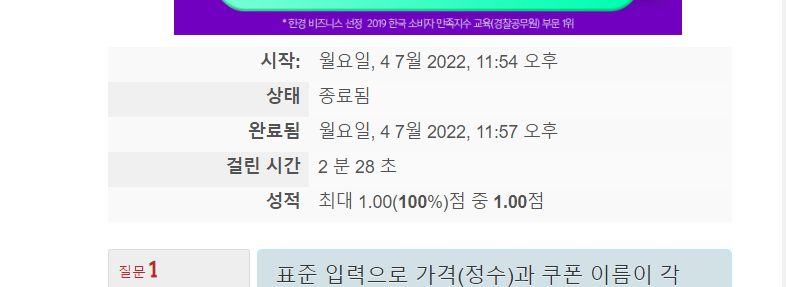 * 한경 비즈니스 선정 2019 한국 소비자 만족지수 교육(경찰공무원) 부문 1위
시작: 월요일, 4 7월 2022, 11:54 오후
상태 종료됨
완료됨 월요일, 4 7월 2022, 11:57 오후
걸린 시간 2 분 28 초
성적 최대 1.00(100%)점 중 1.00점
질문 1
표준 입력으로 가격(정수)과 쿠폰 이름이 각